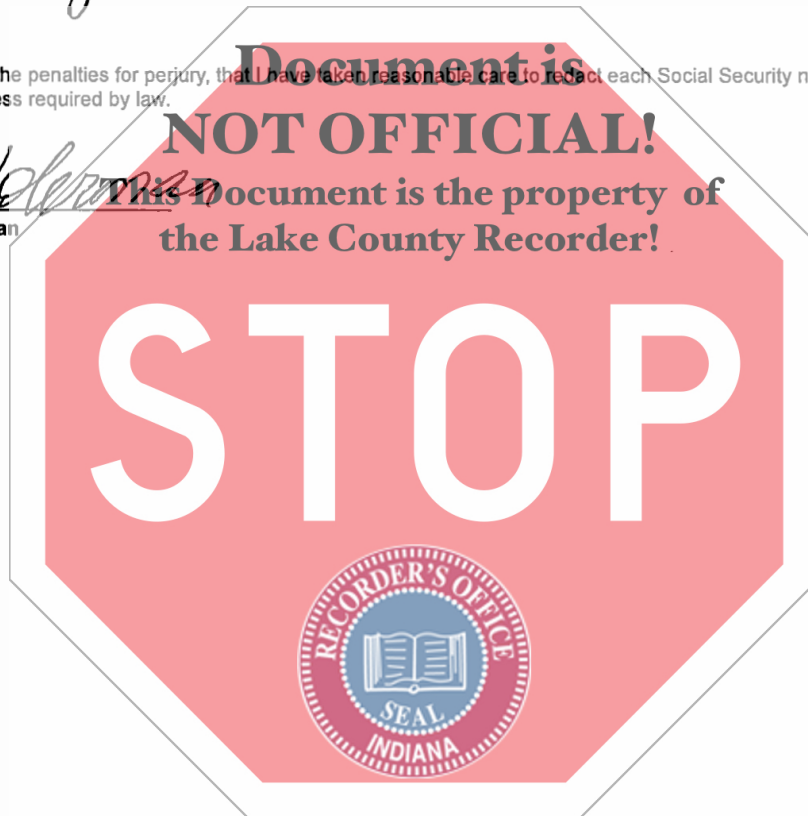 Document is
he penalties for perjury, that I have taken reasonable care to redact each Social Security n
ss required by law.
NOT OFFICIAL!
This Document is the property of
the Lake County Recorder!
an
STOP
RECORDER'S OFFICE
SEAL
INDIANA